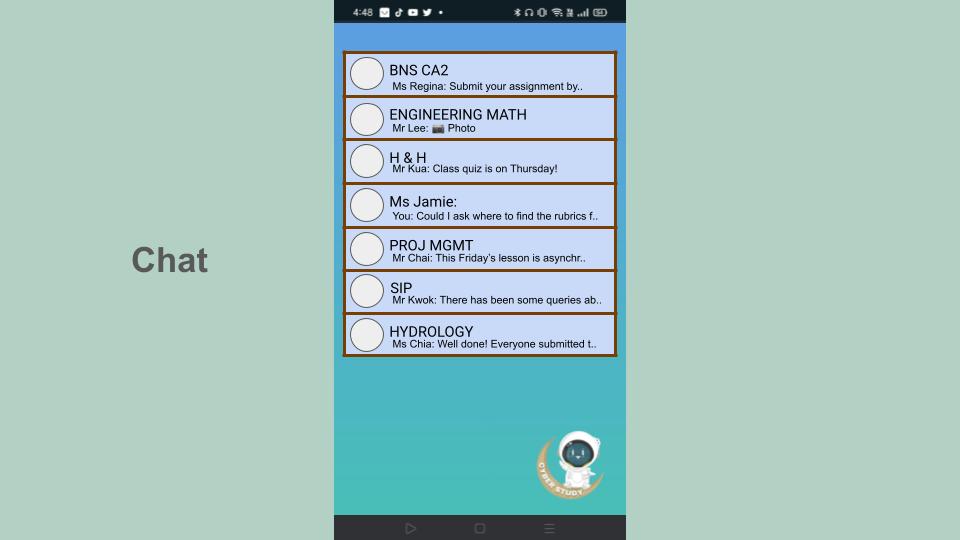 4:48
54
BNS CA2
Ms Regina: Submit your assignment by..
ENGINEERING MATH
Mr Lee: 📷 Photo
H & H
Mr Kua: Class quiz is on Thursday!
Ms Jamie:
You: Could I ask where to find the rubrics f..
Chat
PROJ MGMT
Mr Chai: This Friday's lesson is asynchr..
SIP
Mr Kwok: There has been some queries ab..
HYDROLOGY
Ms Chia: Well done! Everyone submitted t..
CYBER STUDY